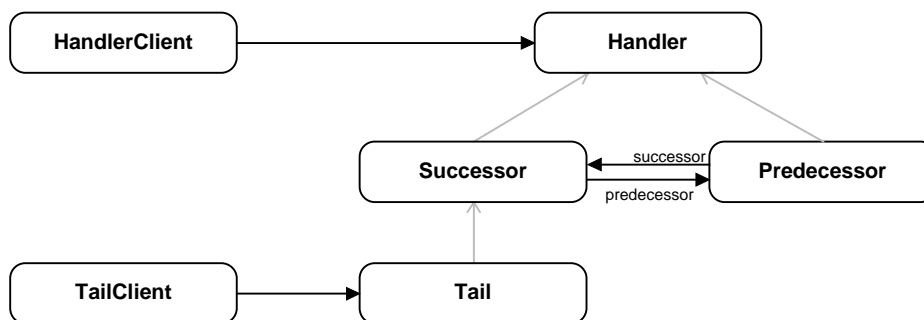 HandlerClient
Handler
successor
Successor
Predecessor
predecessor
TailClient
Tail